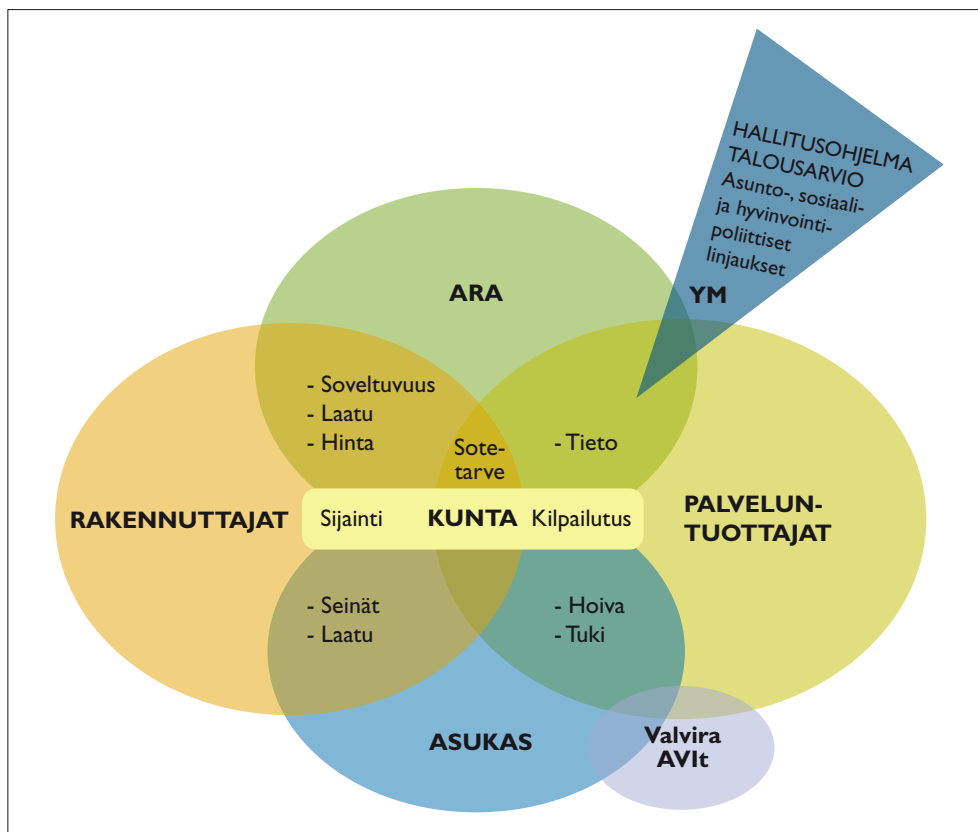 HALLITUSOHJELMA
TALOUSARVIO
Asunto-, sosiaali-
ja hyvinvointi-
poliittiset
linjaukset
YM
ARA
- Soveltuvuus
- Laatu
- Hinta
Sote-
tarve
- Tieto
RAKENNUTTAJAT
Sijainti
KUNTA
Kilpailutus
PALVELUN-
TUOTTAJAT
- Seinät
- Laatu
- Hoiva
- Tuki
ASUKAS
Valvira
AVIt